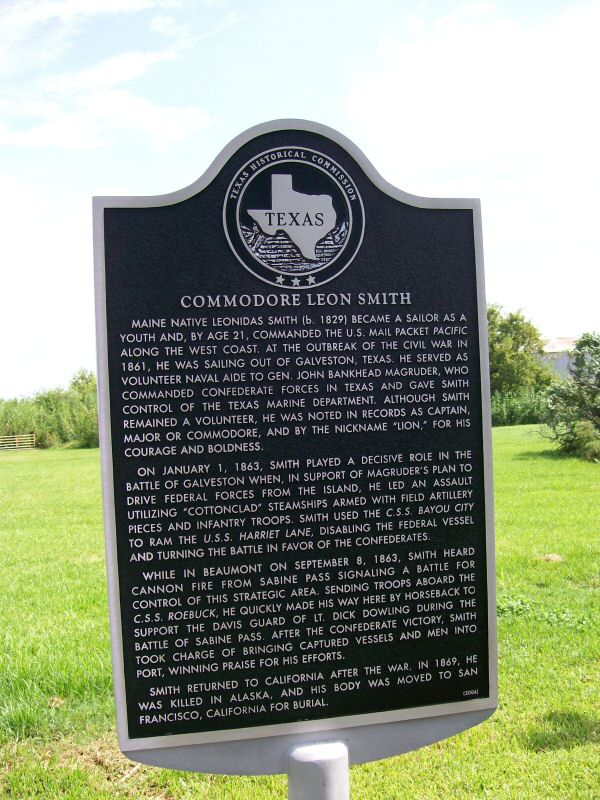 TEXAS HISTORICAL COMMISSION
TEXAS
COMMODORE LEON SMITH
MAINE NATIVE LEONIDAS SMITH (b. 1829) BECAME A SAILOR AS A
YOUTH AND, BY AGE 21, COMMANDED THE U.S. MAIL PACKET PACIFIC
ALONG THE WEST COAST. AT THE OUTBREAK OF THE CIVIL WAR IN
1861, HE WAS SAILING OUT OF GALVESTON, TEXAS. HE SERVED AS
VOLUNTEER NAVAL AIDE TO GEN. JOHN BANKHEAD MAGRUDER, WHO
COMMANDED CONFEDERATE FORCES IN TEXAS AND GAVE SMITH
CONTROL OF THE TEXAS MARINE DEPARTMENT. ALTHOUGH SMITH
REMAINED A VOLUNTEER, HE WAS NOTED IN RECORDS AS CAPTAIN,
MAJOR OR COMMODORE, AND BY THE NICKNAME "LION," FOR HIS
COURAGE AND BOLDNESS.
ON JANUARY 1, 1863, SMITH PLAYED A DECISIVE ROLE IN THE
BATTLE OF GALVESTON WHEN, IN SUPPORT OF MAGRUDER'S PLAN TO
DRIVE FEDERAL FORCES FROM THE ISLAND, HE LED AN ASSAULT
UTILIZING "COTTONCLAD" STEAMSHIPS ARMED WITH FIELD ARTILLERY
PIECES AND INFANTRY TROOPS. SMITH USED THE C.S.S. BAYOU CITY
TO RAM THE U.S.S. HARRIET LANE, DISABLING THE FEDERAL VESSEL
AND TURNING THE BATTLE IN FAVOR OF THE CONFEDERATES.
WHILE IN BEAUMONT ON SEPTEMBER 8, 1863, SMITH HEARD
CANNON FIRE FROM SABINE PASS SIGNALING A BATTLE FOR
CONTROL OF THIS STRATEGIC AREA. SENDING TROOPS ABOARD THE
C.S.S. ROEBUCK, HE QUICKLY MADE HIS WAY HERE BY HORSEBACK TO
SUPPORT THE DAVIS GUARD OF LT. DICK DOWLING DURING THE
BATTLE OF SABINE PASS. AFTER THE CONFEDERATE VICTORY, SMITH
TOOK CHARGE OF BRINGING CAPTURED VESSELS AND MEN INTO
PORT, WINNING PRAISE FOR HIS EFFORTS.
SMITH RETURNED TO CALIFORNIA AFTER THE WAR. IN 1869, HE
WAS KILLED IN ALASKA, AND HIS BODY WAS MOVED TO SAN
FRANCISCO, CALIFORNIA FOR BURIAL.
(2006)